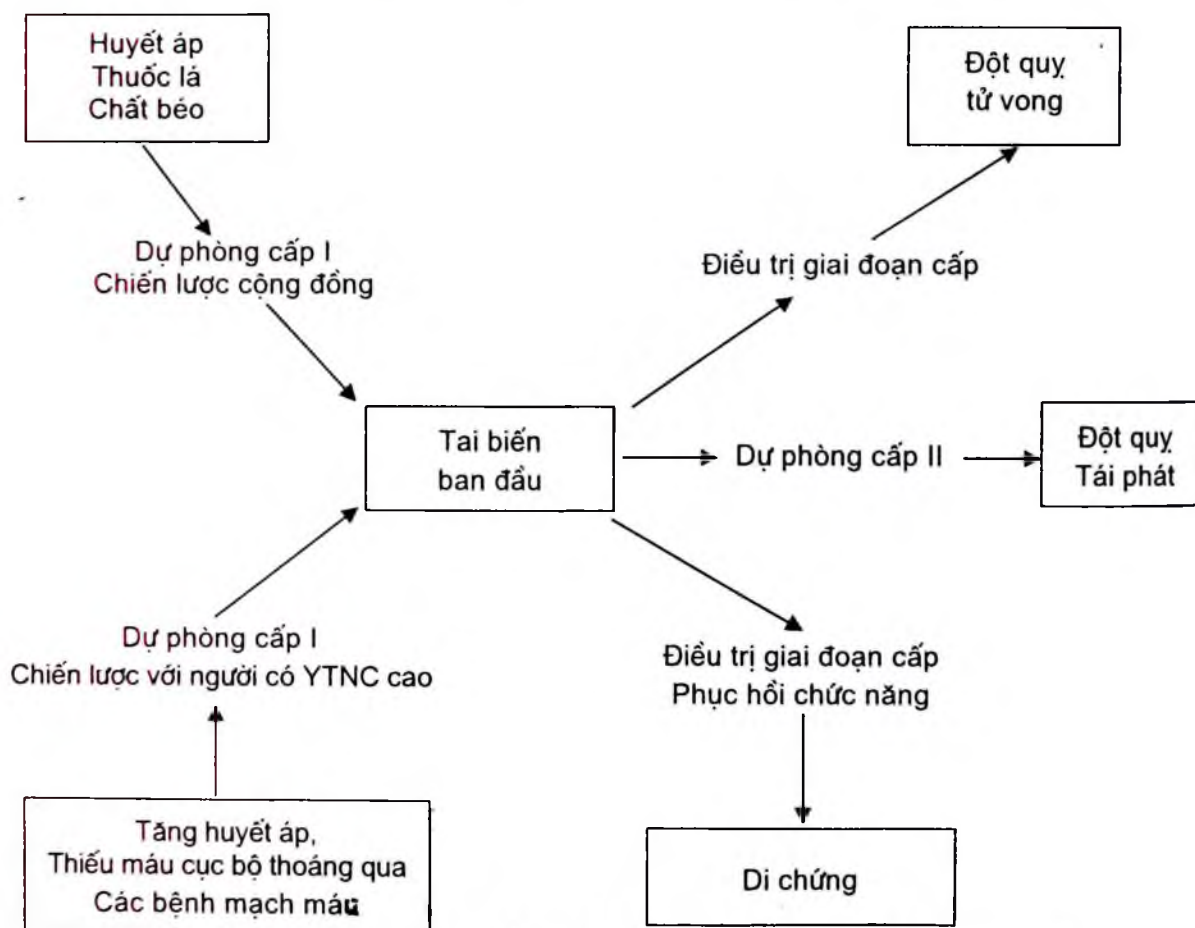 Huyết áp
Thuốc lá
Chất béo
Đột quỵ
tử vong
Dự phòng cấp I
Chiến lược cộng đồng
Điều trị giai đoạn cấp
Tai biến
ban đầu
Dự phòng cấp II
Đột quỵ
Tái phát
Dự phòng cấp I
Chiến lược với người có YTNC cao
Điều trị giai đoạn cấp
Phục hồi chức năng
Tăng huyết áp,
Thiếu máu cục bộ thoáng qua
Các bệnh mạch máu
Di chứng